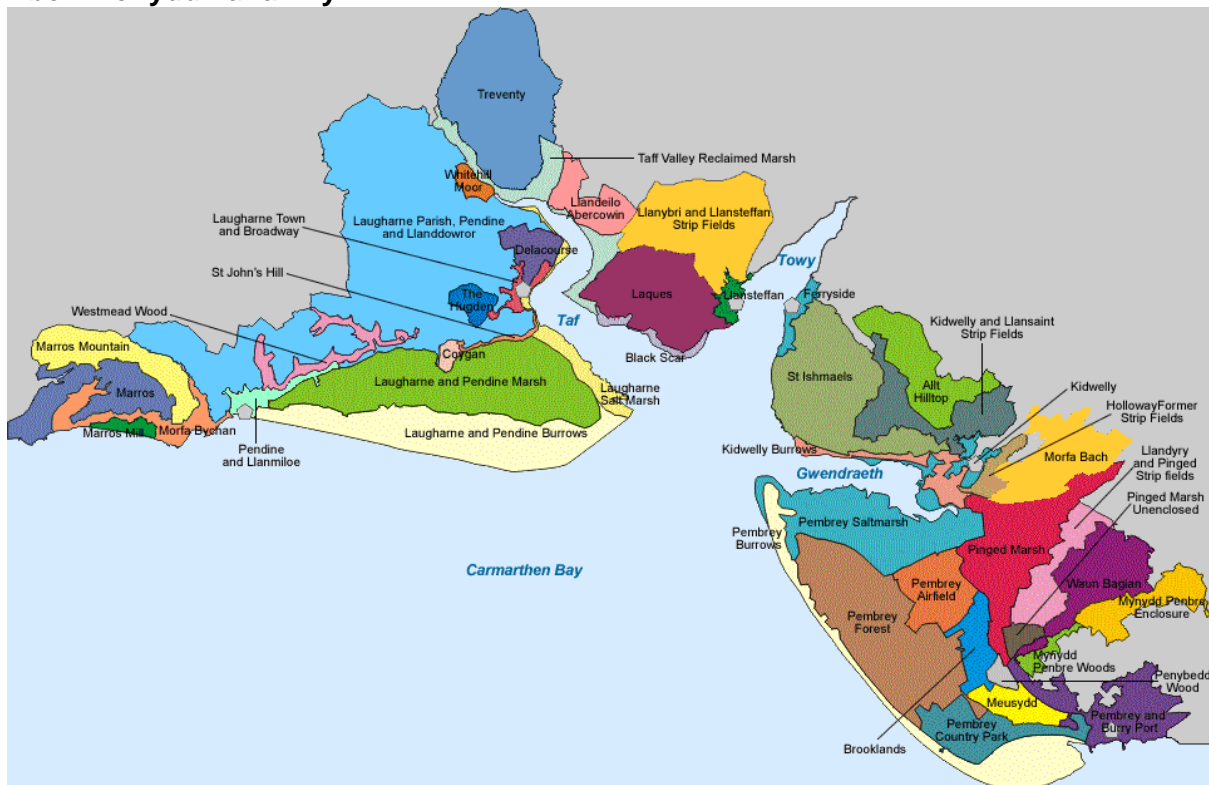 Treventy
Taff Valley Reclaimed Marsh
Whitehill
Moor
Llandeilo
Abercowin
Llanybri and Llansteffan
Strip Fields
Laugharne Town
and Broadway
Laugharne Parish, Pendine
and Llanddowror
Delacourse
Towy
St John's Hill
The
Hugden
Laques
Llansteffan
Ferryside
Westmead Wood
Taf
Kidwelly and Llansaint
Strip Fields
Marros Mountain
Coygan
Black Scar
St Ishmaels
Allt
Hilltop
Kidwelly
Marros
Laugharne and Pendine Marsh
Laugharne
Salt Marsh
HollowayFormer
Strip Fields
Marros Mill
Morfa Bychan
Laugharne and Pendine Burrows
Kidwelly Burrows
Morfa Bach
Llandyry
and Pinged
Strip fields
Pendine
and Llanmiloe
Gwendraeth
Pinged Marsh
Unenclosed
Pembrey Saltmarsh
Pembrey
Burrows
Pinged Marsh
Carmarthen Bay
Pembrey
Airfield
Waun Bagian
Mynydd Penbre
Enclosure
Pembrey
Forest
Mynydd
Penbre Woods
Penybedd
Wood
Meusydd
Pembrey and
Burry Port
Pembrey
Country Park
Brooklands